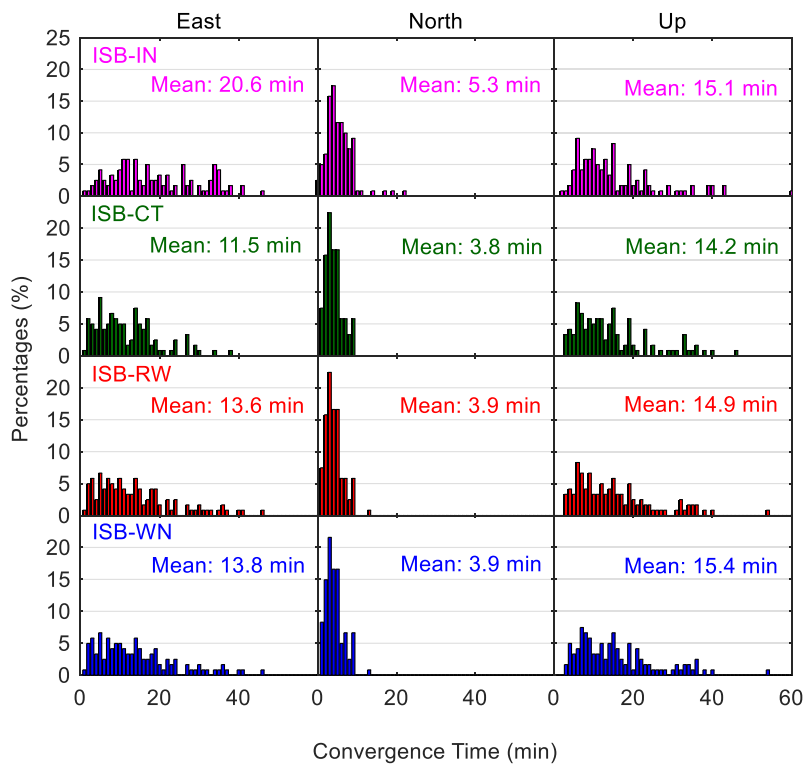 East North Up
25
20
15
10
5
0
ISB-IN
Mean: 20.6 min Mean: 5.3 min Mean: 15.1 min
20
15
10
5
0
ISB-CT
Mean: 11.5 min Mean: 3.8 min Mean: 14.2 min
Percentages (%)
20
15
10
5
0
ISB-RW
Mean: 13.6 min Mean: 3.9 min Mean: 14.9 min
20
15
10
5
0
ISB-WN
Mean: 13.8 min Mean: 3.9 min Mean: 15.4 min
0 20 40 0 20 40 0 20 40 60
Convergence Time (min)